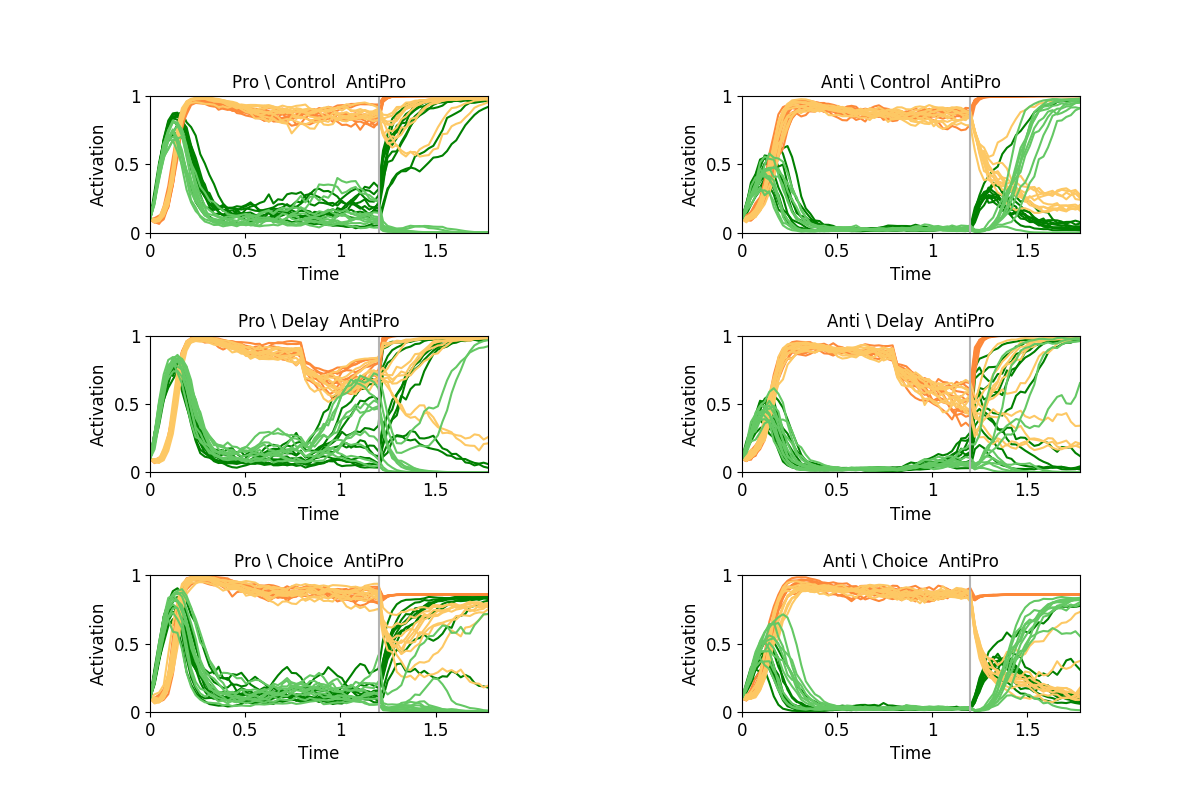 Pro \ Control  AntiPro
1
0.5
0
Activation
0
0.5
1
1.5
Time
Anti \ Control  AntiPro
1
0.5
0
Activation
0
0.5
1
1.5
Time
Pro \ Delay  AntiPro
1
0.5
0
Activation
0
0.5
1
1.5
Time
Anti \ Delay  AntiPro
1
0.5
0
Activation
0
0.5
1
1.5
Time
Pro \ Choice  AntiPro
1
0.5
0
Activation
0
0.5
1
1.5
Time
Anti \ Choice  AntiPro
1
0.5
0
Activation
0
0.5
1
1.5
Time